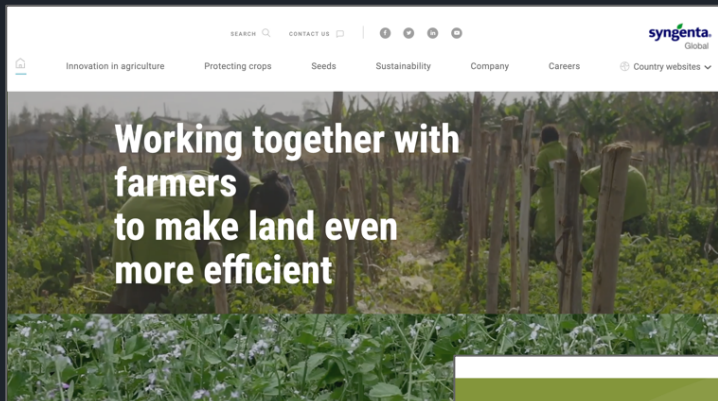 SEARCH
CONTACT US
syngenta.
Global
Innovation in agriculture
Protecting crops
Seeds
Sustainability
Company
Careers
Country websites
Working together with
farmers
to make land even
more efficient